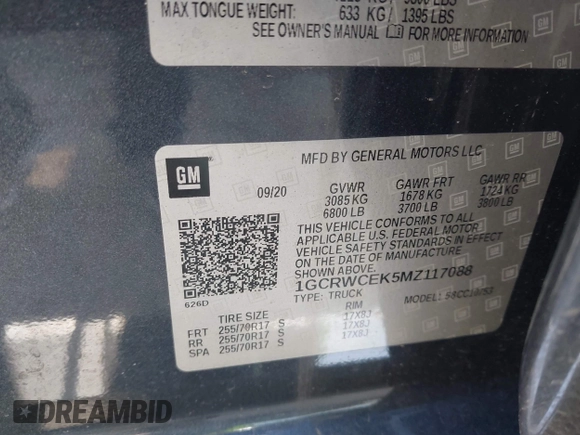 MAX TONGUE WEIGHT: 633 KG / 1395 LBS
SEE OWNER'S MANUAL FOR MORE INFORMATION
GM
MFD BY GENERAL MOTORS LLC
09/20 GVWR GAWR FRT GAWR RR
3085 KG 1678 KG 1724 KG
6800 LB 3700 LB 3800 LB
THIS VEHICLE CONFORMS TO ALL
APPLICABLE U.S. FEDERAL MOTOR
VEHICLE SAFETY STANDARDS IN EFFECT
ON THE DATE OF MANUFACTURE SHOWN ABOVE.
1GCRWCEK5MZ117088
626D
TYPE: TRUCK MODEL:
TIRE SIZE RIM
FRT 255/70R17 S 17X8J
RR 255/70R17 S 17X8J
SPA 255/70R17 S 17X8J
DREAMBID